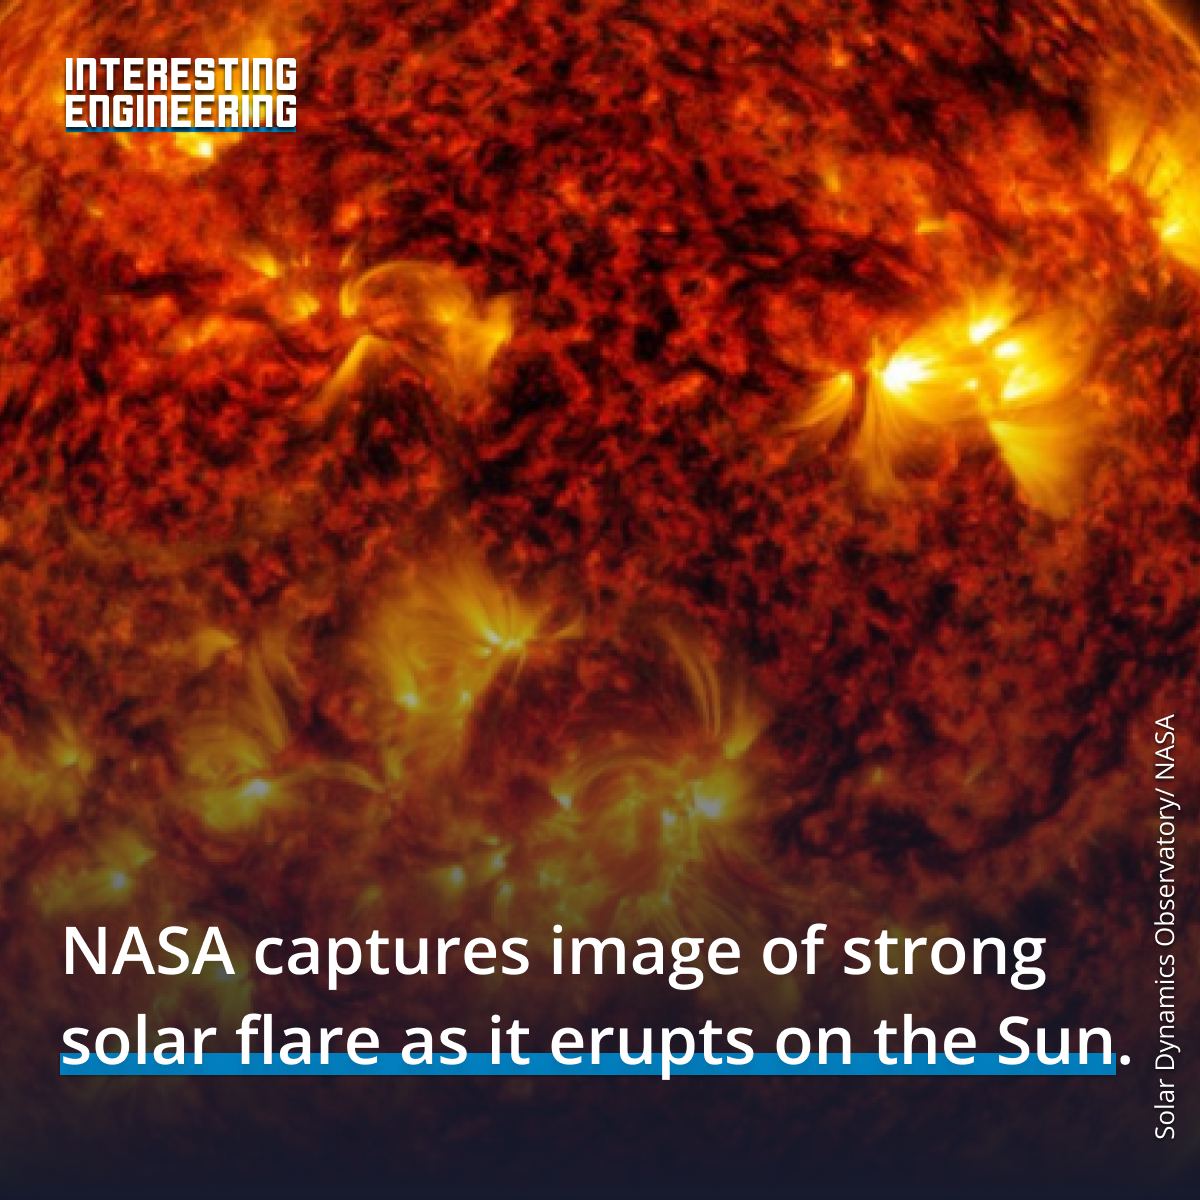 INTERESTING
ENGINEERING
NASA captures image of strong
solar flare as it erupts on the Sun.
Solar Dynamics Observatory/ NASA